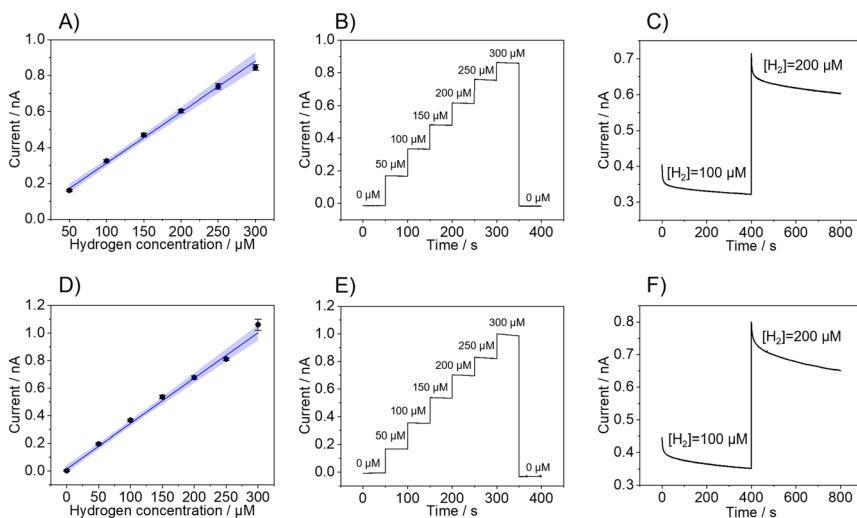 A)
Current / nA
1.0
0.8
0.6
0.4
0.2
0.0
50 100 150 200 250 300
Hydrogen concentration / µM
B)
Current / nA
1.0
0.8
0.6
0.4
0.2
0.0
0 µM
50 µM
100 µM
150 µM
200 µM
250 µM
300 µM
0 µM
0 100 200 300 400
Time / s
C)
Current / nA
0.7
0.6
0.5
0.4
0.3
[H₂]=100 µM
[H₂]=200 µM
0 200 400 600 800
Time / s
D)
Current / nA
1.2
1.0
0.8
0.6
0.4
0.2
0.0
0 50 100 150 200 250 300
Hydrogen concentration / µM
E)
Current / nA
1.2
1.0
0.8
0.6
0.4
0.2
0.0
0 µM
50 µM
100 µM
150 µM
200 µM
250 µM
300 µM
0 µM
0 100 200 300 400
Time / s
F)
Current / nA
0.8
0.7
0.6
0.5
0.4
0.3
[H₂]=100 µM
[H₂]=200 µM
0 200 400 600 800
Time / s